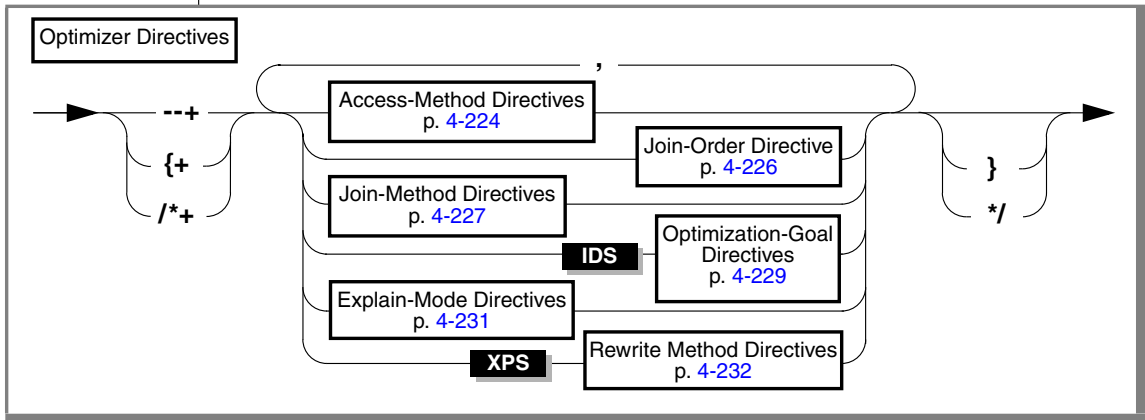 Optimizer Directives
,
--+
{+
/*+
Access-Method Directives
p. 4-224
Join-Order Directive
p. 4-226
Join-Method Directives
p. 4-227
IDS
Optimization-Goal
Directives
p. 4-229
Explain-Mode Directives
p. 4-231
XPS
Rewrite Method Directives
p. 4-232
}
*/